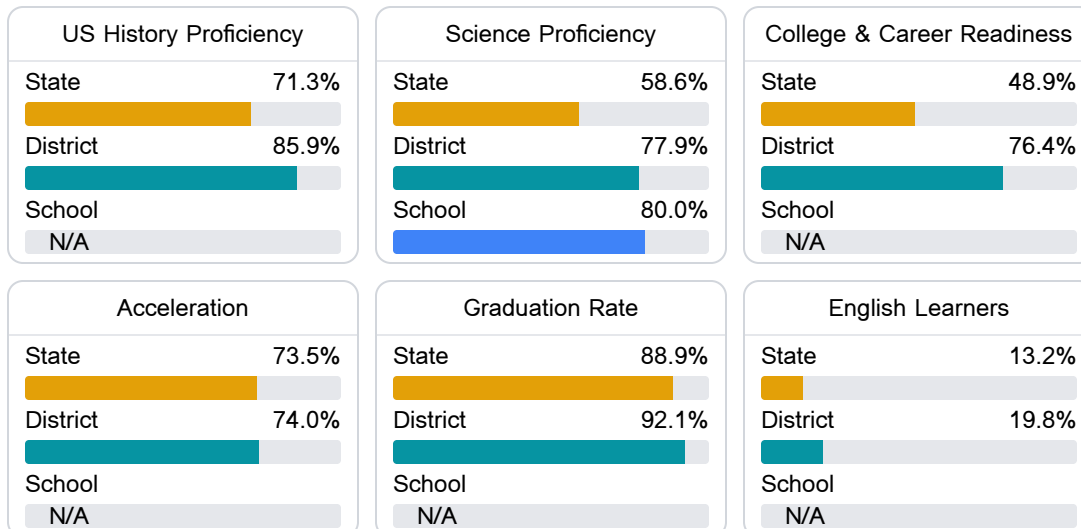 US History Proficiency
State 71.3%
District 85.9%
School
N/A
Science Proficiency
State 58.6%
District 77.9%
School 80.0%
College & Career Readiness
State 48.9%
District 76.4%
School
N/A
Acceleration
State 73.5%
District 74.0%
School
N/A
Graduation Rate
State 88.9%
District 92.1%
School
N/A
English Learners
State 13.2%
District 19.8%
School
N/A